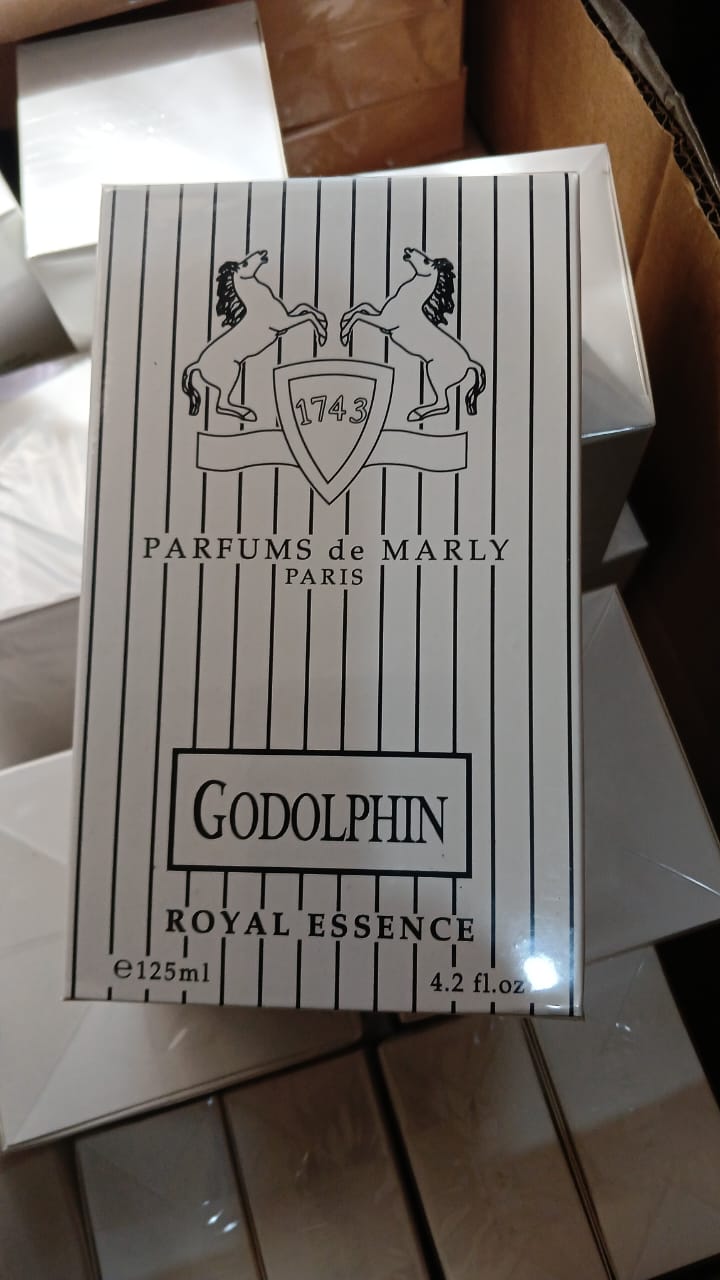 1743
PARFUMS de MARLY
PARIS
GODOLPHIN
ROYAL ESSENCE
℮125ml
4.2 fl.oz